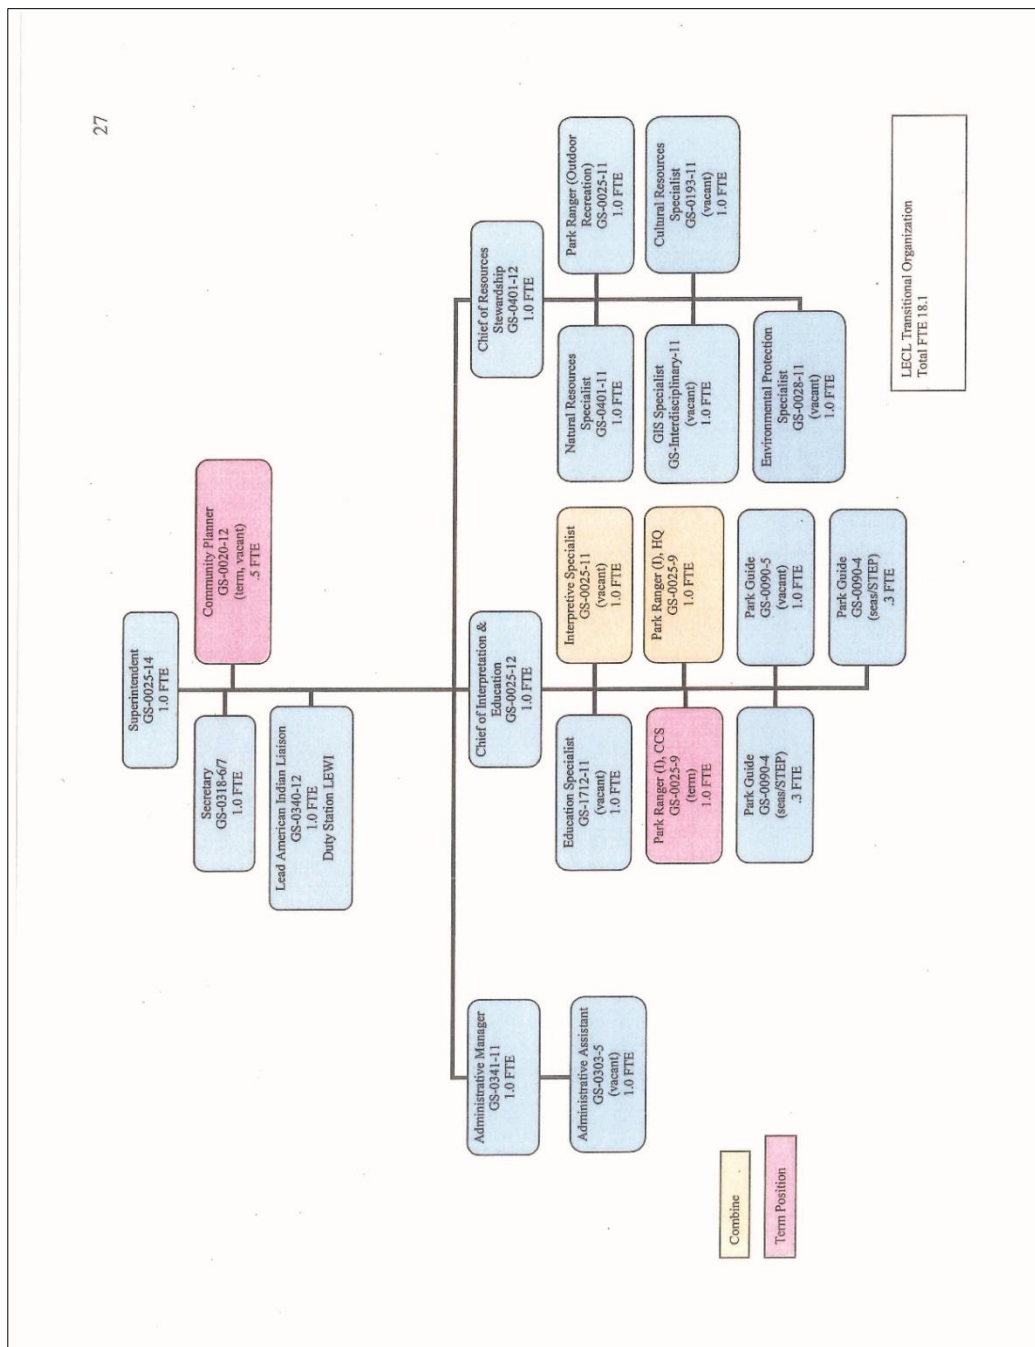 27
Superintendent
GS-0025-14
1.0 FTE
Secretary
GS-0318-6/7
1.0 FTE
Community Planner
GS-0020-12
(term, vacant)
.5 FTE
Lead American Indian Liaison
GS-0340-12
1.0 FTE
Duty Station LEWI
Administrative Manager
GS-0341-11
1.0 FTE
Administrative Assistant
GS-0303-5
(vacant)
1.0 FTE
Chief of Interpretation &
Education
GS-0025-12
1.0 FTE
Education Specialist
GS-1712-11
(vacant)
1.0 FTE
Interpretive Specialist
GS-0025-11
(vacant)
1.0 FTE
Park Ranger (I), CCS
GS-0025-9
(term)
1.0 FTE
Park Ranger (I), HQ
GS-0025-9
1.0 FTE
Park Guide
GS-0090-4
(seas/STEP)
.3 FTE
Park Guide
GS-0090-5
(vacant)
1.0 FTE
Park Guide
GS-0090-4
(seas/STEP)
.3 FTE
Chief of Resources
Stewardship
GS-0401-12
1.0 FTE
Natural Resources
Specialist
GS-0401-11
1.0 FTE
Park Ranger (Outdoor
Recreation)
GS-0025-11
1.0 FTE
GIS Specialist
GS-Interdisciplinary-11
(vacant)
1.0 FTE
Cultural Resources
Specialist
GS-0193-11
(vacant)
1.0 FTE
Environmental Protection
Specialist
GS-0028-11
(vacant)
1.0 FTE
Combine
Term Position
LECL Transitional Organization
Total FTE 18.1